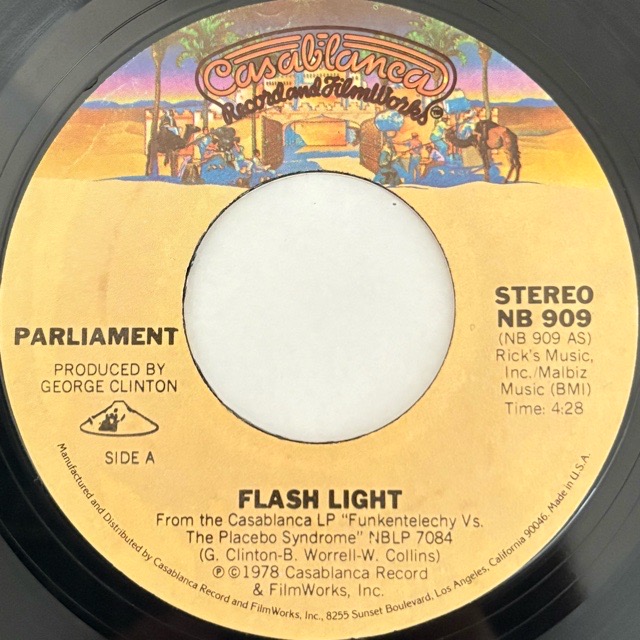 Casablanca
Record and FilmWorks
PARLIAMENT
PRODUCED BY
GEORGE CLINTON
SIDE A
STEREO
NB 909
(NB 909 AS)
Rick's Music,
Inc./Malbiz
Music (BMI)
Time: 4:28
FLASH LIGHT
From the Casablanca LP "Funkentelechy Vs.
The Placebo Syndrome" NBLP 7084
(G. Clinton-B. Worrell-W. Collins)
℗©1978 Casablanca Record
& FilmWorks, Inc.
Manufactured and Distributed by Casablanca Record and FilmWorks, Inc., 8255 Sunset Boulevard, Los Angeles, California 90046. Made in U.S.A.